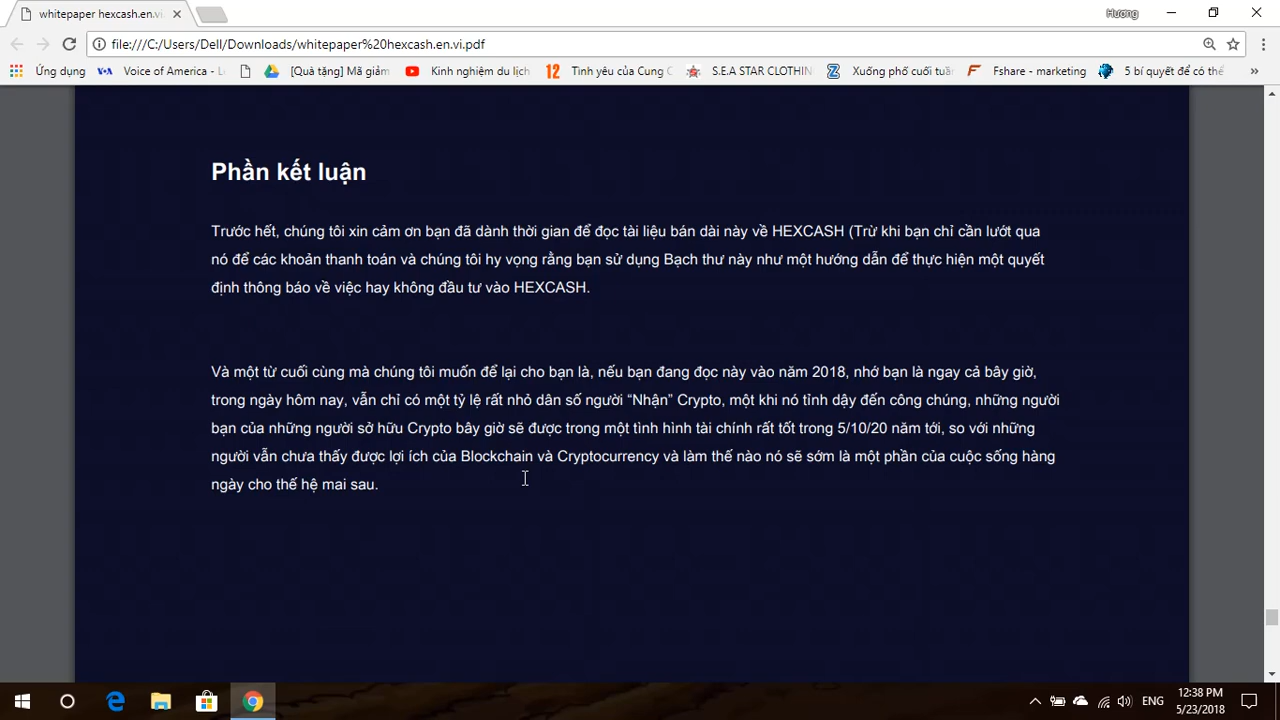 whitepaper hexcash.en.vi.
Hương
file:///C:/Users/Dell/Downloads/whitepaper%20hexcash.en.vi.pdf
Ứng dụng
Voice of America - L
[Quà tặng] Mã giảm
Kinh nghiệm du lịch
12 Tình yêu của Cung
S.E.A STAR CLOTHIN
Xuống phố cuối tuần
Fshare - marketing
5 bí quyết để có thể
Phần kết luận
Trước hết, chúng tôi xin cảm ơn bạn đã dành thời gian để đọc tài liệu bán dài này về HEXCASH (Trừ khi bạn chỉ cần lướt qua
nó để các khoản thanh toán và chúng tôi hy vọng rằng bạn sử dụng Bạch thư này như một hướng dẫn để thực hiện một quyết
định thông báo về việc hay không đầu tư vào HEXCASH.
Và một từ cuối cùng mà chúng tôi muốn để lại cho bạn là, nếu bạn đang đọc này vào năm 2018, nhớ bạn là ngay cả bây giờ,
trong ngày hôm nay, vẫn chỉ có một tỷ lệ rất nhỏ dân số người “Nhận” Crypto, một khi nó tỉnh dậy đến công chúng, những người
bạn của những người sở hữu Crypto bây giờ sẽ được trong một tình hình tài chính rất tốt trong 5/10/20 năm tới, so với những
người vẫn chưa thấy được lợi ích của Blockchain và Cryptocurrency và làm thế nào nó sẽ sớm là một phần của cuộc sống hàng
ngày cho thế hệ mai sau.
ENG
12:38 PM
5/23/2018